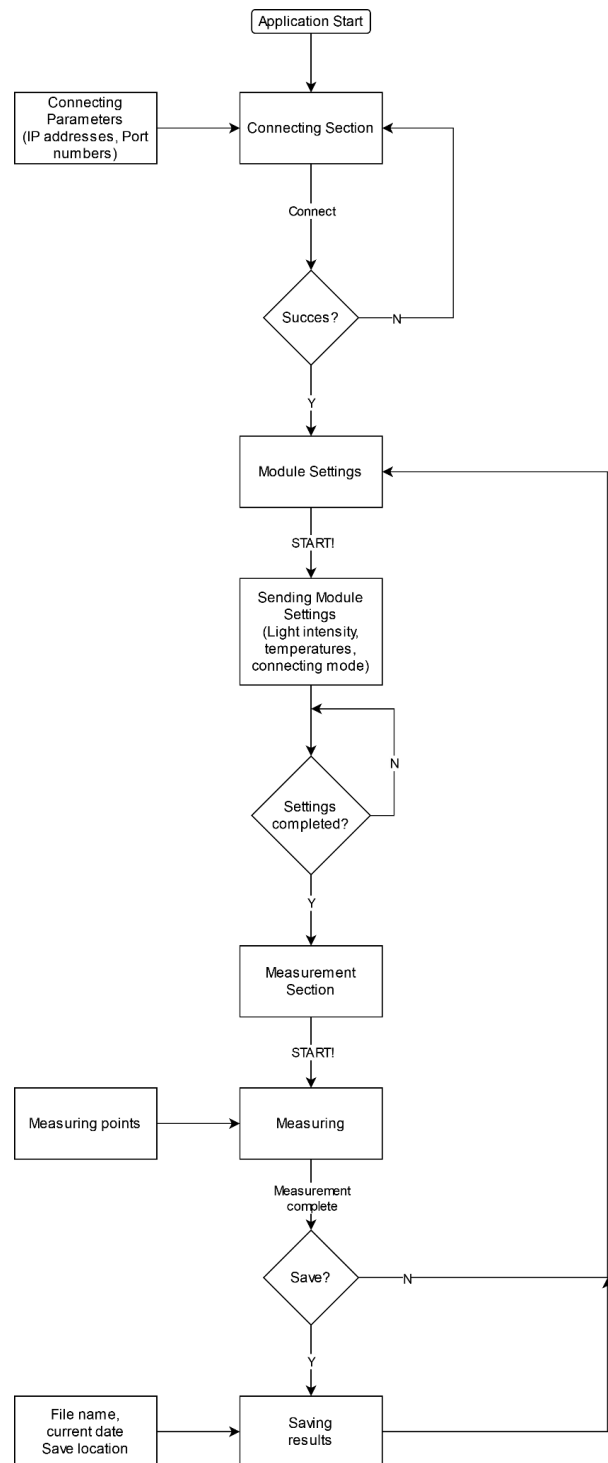 Application Start
Connecting
Parameters
(IP addresses, Port
numbers)
Connecting Section
Connect
Succes?
N
Y
Module Settings
START!
Sending Module
Settings
(Light intensity,
temperatures,
connecting mode)
N
Settings
completed?
Y
Measurement
Section
START!
Measuring points
Measuring
Measurement
complete
Save?
N
Y
File name,
current date
Save location
Saving
results